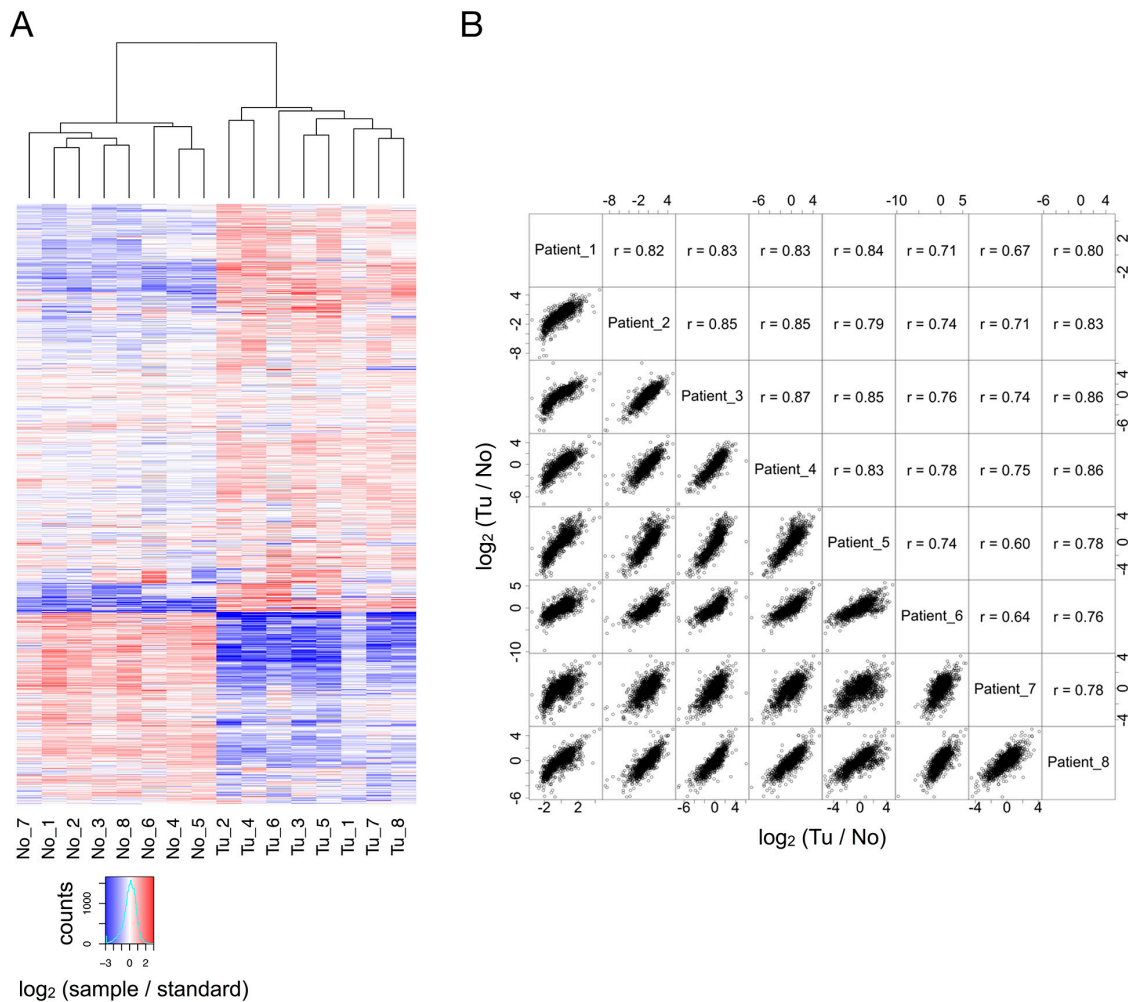 A
B
No_7 No_1 No_2 No_3 No_8 No_6 No_4 No_5 Tu_2 Tu_4 Tu_6 Tu_3 Tu_5 Tu_1 Tu_7 Tu_8
counts
0 1000
-3 0 2
log2 (sample / standard)
-8 -2 4 -6 0 4 -10 0 5 -6 0 4
Patient_1 r = 0.82 r = 0.83 r = 0.83 r = 0.84 r = 0.71 r = 0.67 r = 0.80 -2 2
-8 -2 4 Patient_2 r = 0.85 r = 0.85 r = 0.79 r = 0.74 r = 0.71 r = 0.83
Patient_3 r = 0.87 r = 0.85 r = 0.76 r = 0.74 r = 0.86 -6 0 4
-6 0 4 Patient_4 r = 0.83 r = 0.78 r = 0.75 r = 0.86
Patient_5 r = 0.74 r = 0.60 r = 0.78 -4 0 4
-10 0 5 Patient_6 r = 0.64 r = 0.76
Patient_7 r = 0.78 -4 0 4
-6 0 4 Patient_8
-2 2 -6 0 4 -4 0 4 -4 0 4
log2 (Tu / No)
log2 (Tu / No)